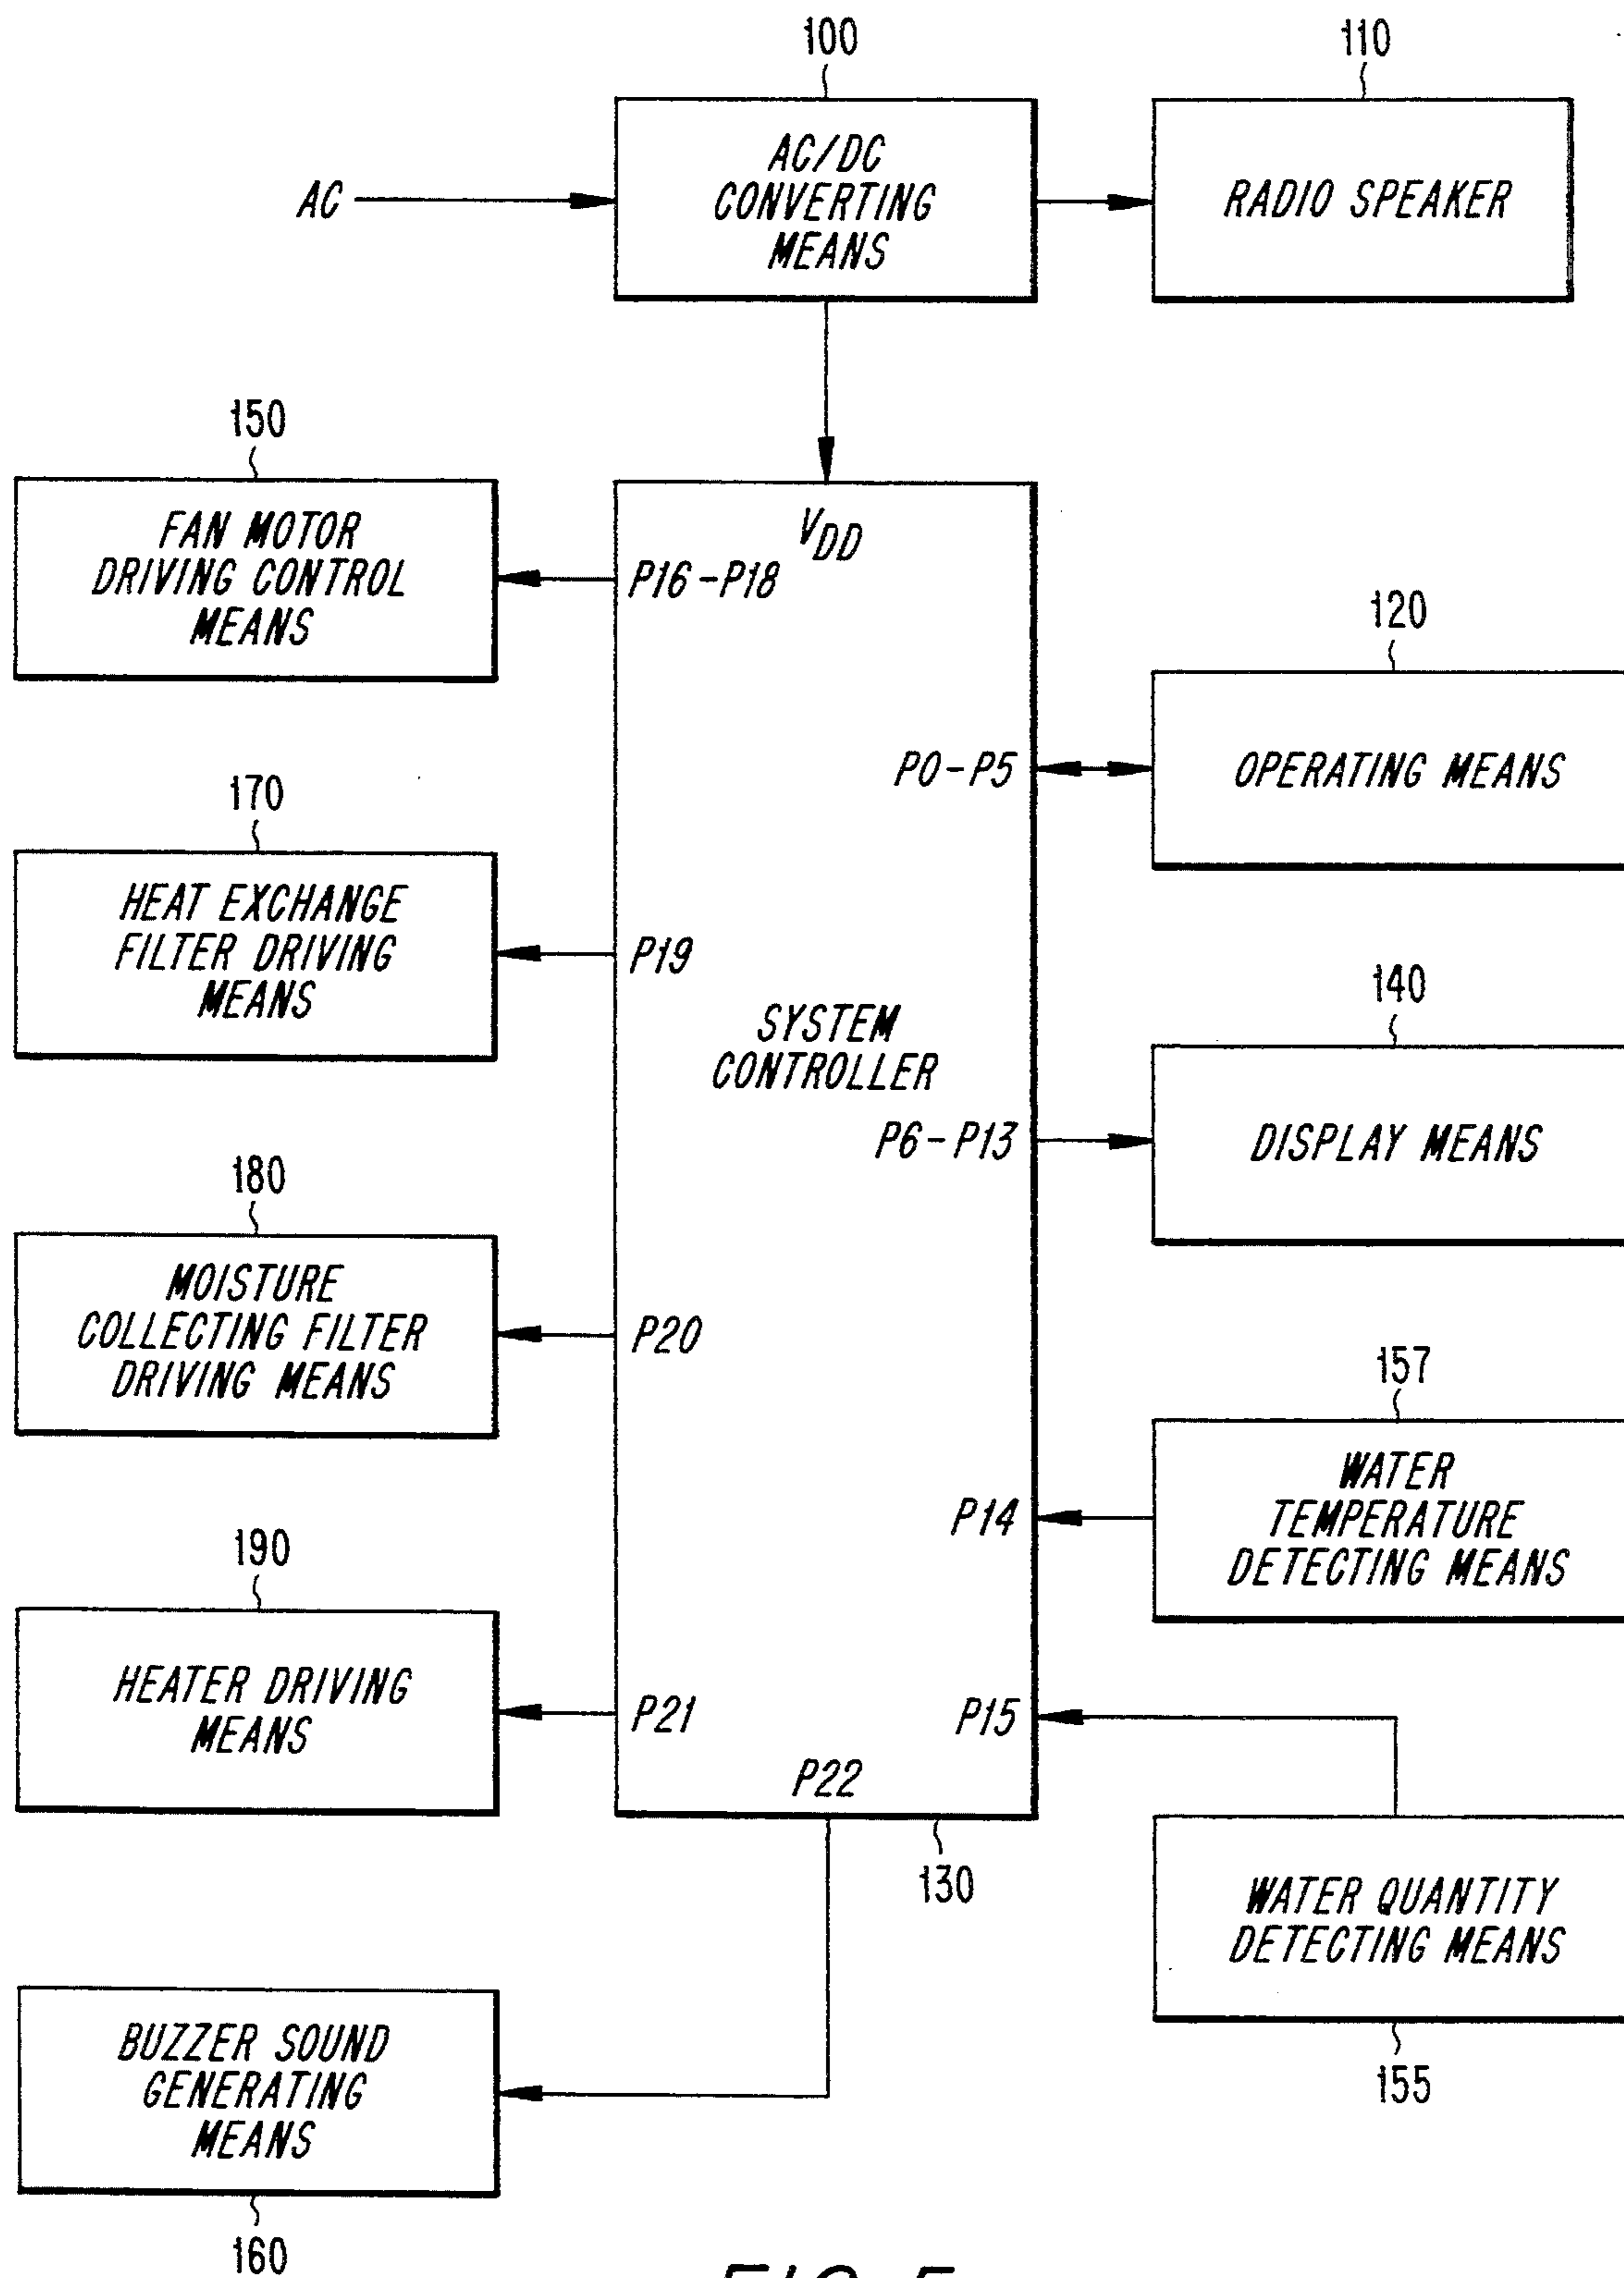 100
110
AC/DC
CONVERTING
MEANS
AC
RADIO SPEAKER
150
FAN MOTOR
DRIVING CONTROL
MEANS
VDD
P16-P18
120
P0-P5
OPERATING MEANS
170
HEAT EXCHANGE
FILTER DRIVING
MEANS
P19
SYSTEM
CONTROLLER
140
P6-P13
DISPLAY MEANS
180
MOISTURE
COLLECTING FILTER
DRIVING MEANS
P20
157
WATER
TEMPERATURE
DETECTING MEANS
P14
190
HEATER DRIVING
MEANS
P21
P15
P22
130
WATER QUANTITY
DETECTING MEANS
155
BUZZER SOUND
GENERATING
MEANS
160